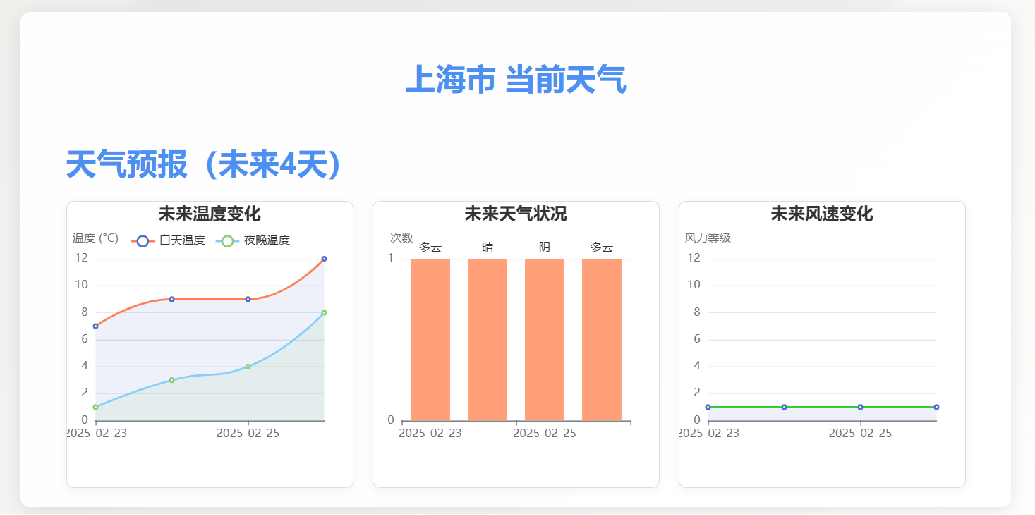 上海市 当前天气
天气预报（未来4天）
未来温度变化
温度 (°C)
白天温度
夜晚温度
12
10
8
6
4
2
0
2025-02-23
2025-02-25
未来天气状况
次数
多云
晴
阴
多云
1
0
2025-02-23
2025-02-25
未来风速变化
风力等级
12
10
8
6
4
2
0
2025-02-23
2025-02-25